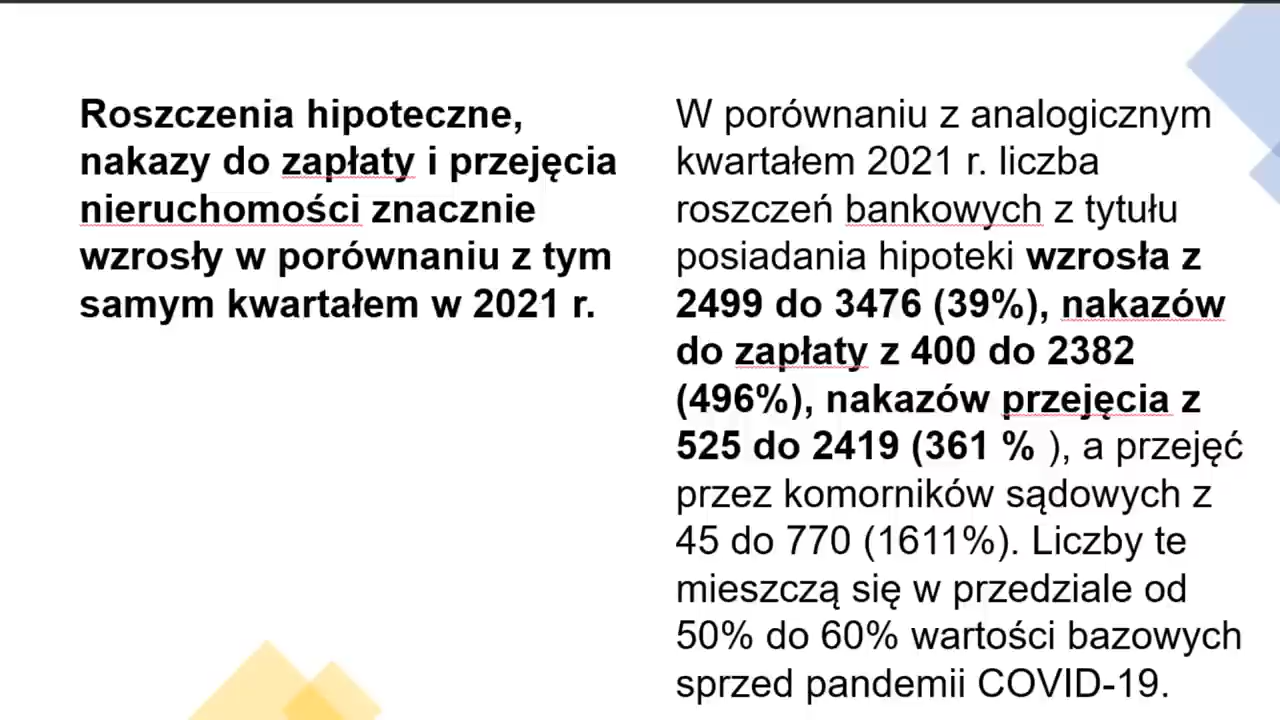 Roszczenia hipoteczne,
nakazy do zapłaty i przejęcia
nieruchomości znacznie
wzrosły w porównaniu z tym
samym kwartałem w 2021 r.
W porównaniu z analogicznym
kwartałem 2021 r. liczba
roszczeń bankowych z tytułu
posiadania hipoteki wzrosła z
2499 do 3476 (39%), nakazów
do zapłaty z 400 do 2382
(496%), nakazów przejęcia z
525 do 2419 (361 % ), a przejęć
przez komorników sądowych z
45 do 770 (1611%). Liczby te
mieszczą się w przedziale od
50% do 60% wartości bazowych
sprzed pandemii COVID-19.